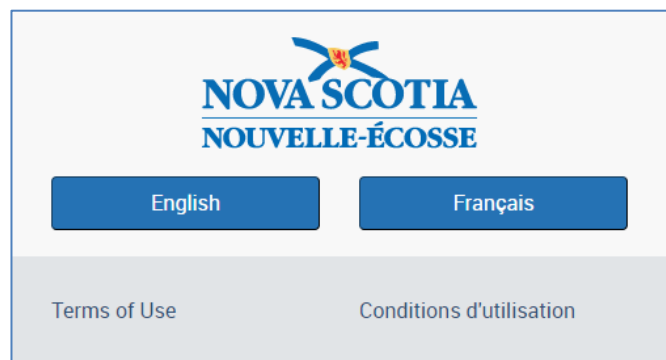 NOVA SCOTIA
NOUVELLE-ÉCOSSE
English Français
Terms of Use Conditions d'utilisation